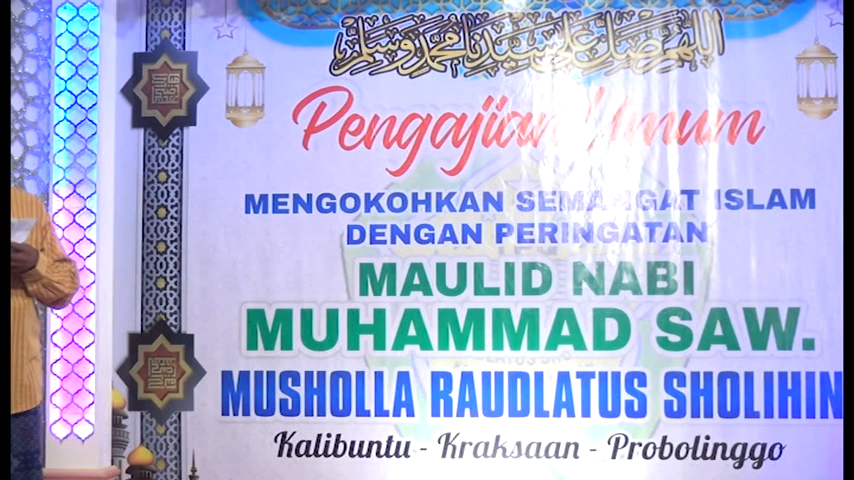 اللهم صل على سيدنا محمد وسلم
Pengajian Umum
MENGOKOHKAN SEMANGAT ISLAM
DENGAN PERINGATAN
MAULID NABI
MUHAMMAD SAW.
MUSHOLLA RAUDLATUS SHOLIHIN
Kalibuntu - Kraksaan - Probolinggo